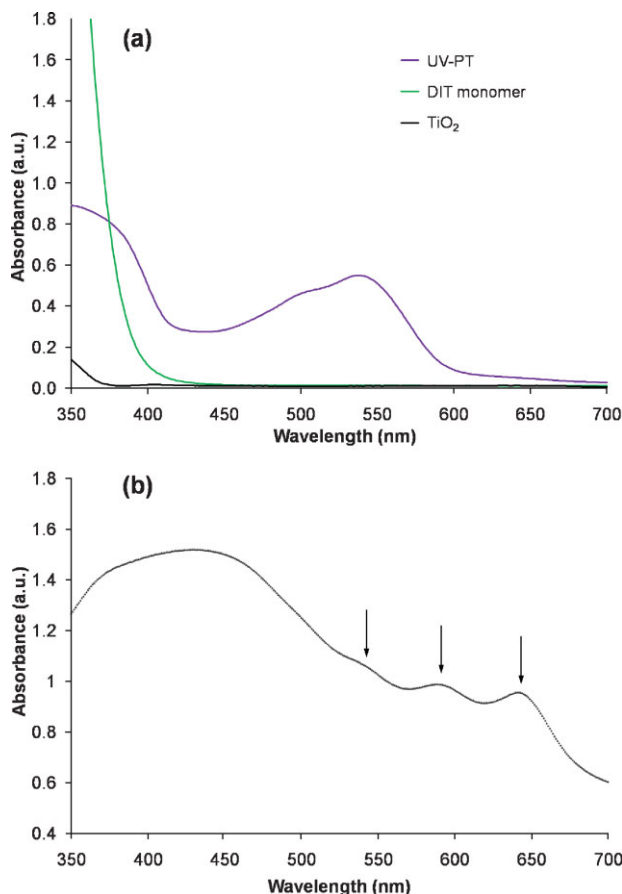 (a)
1.8
1.6
1.4
1.2
1.0
0.8
0.6
0.4
0.2
0.0
Absorbance (a.u.)
UV-PT
DIT monomer
TiO₂
350 400 450 500 550 600 650 700
Wavelength (nm)
(b)
1.8
1.6
1.4
1.2
1
0.8
0.6
0.4
Absorbance (a.u.)
350 400 450 500 550 600 650 700
Wavelength (nm)